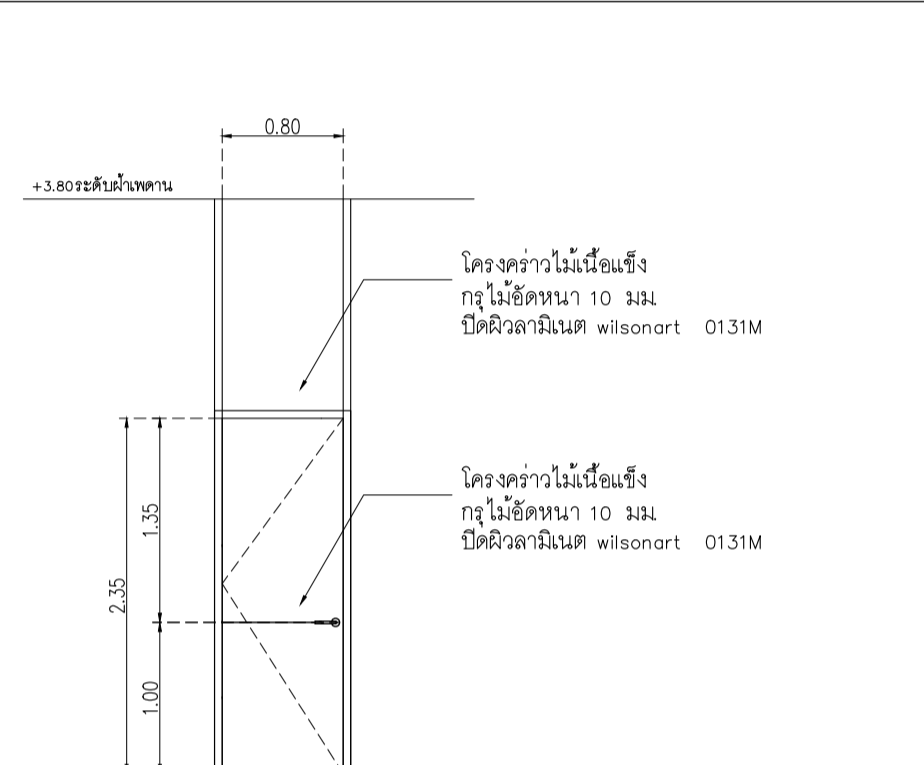 0.80
+3.80ระดับฝ้าเพดาน
โครงคร่าวไม้เนื้อแข็ง
กรุไม้อัดหนา 10 มม.
ปิดผิวลามิเนต wilsonart 0131M
1.35
2.35
โครงคร่าวไม้เนื้อแข็ง
กรุไม้อัดหนา 10 มม.
ปิดผิวลามิเนต wilsonart 0131M
1.00